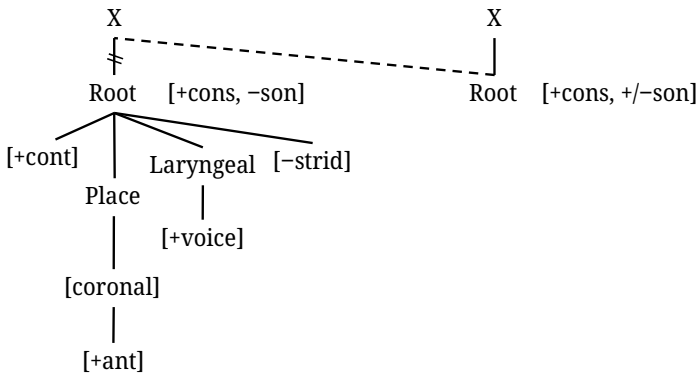 X X
Root [+cons, −son] Root [+cons, +/−son]
[+cont] Laryngeal [−strid]
Place
[+voice]
[coronal]
[+ant]